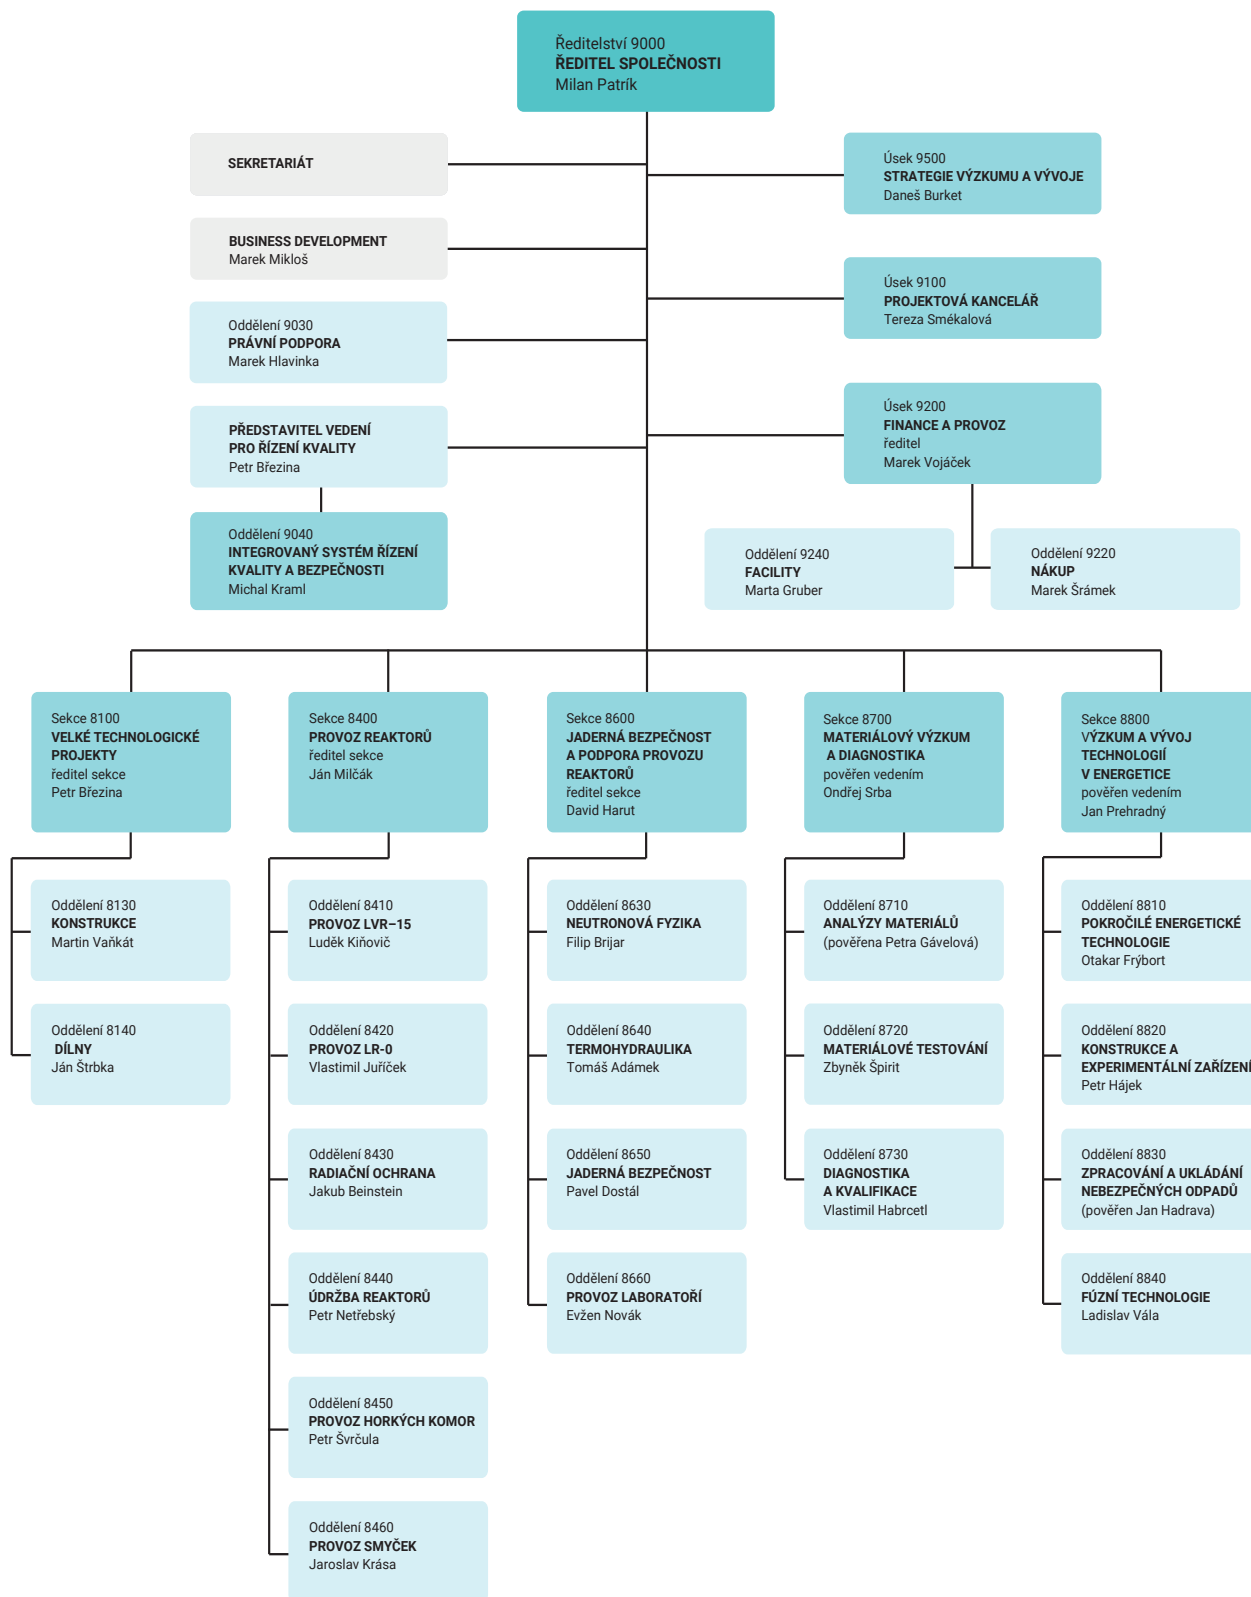 Ředitelství 9000
ŘEDITEL SPOLEČNOSTI
Milan Patrík
SEKRETARIÁT
BUSINESS DEVELOPMENT
Marek Mikloš
Oddělení 9030
PRÁVNÍ PODPORA
Marek Hlavinka
PŘEDSTAVITEL VEDENÍ
PRO ŘÍZENÍ KVALITY
Petr Březina
Oddělení 9040
INTEGROVANÝ SYSTÉM ŘÍZENÍ
KVALITY A BEZPEČNOSTI
Michal Kraml
Úsek 9500
STRATEGIE VÝZKUMU A VÝVOJE
Daneš Burket
Úsek 9100
PROJEKTOVÁ KANCELÁŘ
Tereza Smékalová
Úsek 9200
FINANCE A PROVOZ
ředitel
Marek Vojáček
Oddělení 9240
FACILITY
Marta Gruber
Oddělení 9220
NÁKUP
Marek Šrámek
Sekce 8100
VELKÉ TECHNOLOGICKÉ
PROJEKTY
ředitel sekce
Petr Březina
Oddělení 8130
KONSTRUKCE
Martin Vaňkát
Oddělení 8140
DÍLNY
Ján Štrbka
Sekce 8400
PROVOZ REAKTORŮ
ředitel sekce
Ján Milčák
Oddělení 8410
PROVOZ LVR–15
Luděk Kiňovič
Oddělení 8420
PROVOZ LR-0
Vlastimil Juříček
Oddělení 8430
RADIAČNÍ OCHRANA
Jakub Beinstein
Oddělení 8440
ÚDRŽBA REAKTORŮ
Petr Netřebský
Oddělení 8450
PROVOZ HORKÝCH KOMOR
Petr Švrčula
Oddělení 8460
PROVOZ SMYČEK
Jaroslav Krása
Sekce 8600
JADERNÁ BEZPEČNOST
A PODPORA PROVOZU
REAKTORŮ
ředitel sekce
David Harut
Oddělení 8630
NEUTRONOVÁ FYZIKA
Filip Brijar
Oddělení 8640
TERMOHYDRAULIKA
Tomáš Adámek
Oddělení 8650
JADERNÁ BEZPEČNOST
Pavel Dostál
Oddělení 8660
PROVOZ LABORATOŘÍ
Evžen Novák
Sekce 8700
MATERIÁLOVÝ VÝZKUM
A DIAGNOSTIKA
pověřen vedením
Ondřej Srba
Oddělení 8710
ANALÝZY MATERIÁLŮ
(pověřena Petra Gávelová)
Oddělení 8720
MATERIÁLOVÉ TESTOVÁNÍ
Zbyněk Špirit
Oddělení 8730
DIAGNOSTIKA
A KVALIFIKACE
Vlastimil Habrcetl
Sekce 8800
VÝZKUM A VÝVOJ
TECHNOLOGIÍ
V ENERGETICE
pověřen vedením
Jan Prehradný
Oddělení 8810
POKROČILÉ ENERGETICKÉ
TECHNOLOGIE
Otakar Frýbort
Oddělení 8820
KONSTRUKCE A
EXPERIMENTÁLNÍ ZAŘÍZENÍ
Petr Hájek
Oddělení 8830
ZPRACOVÁNÍ A UKLÁDÁNÍ
NEBEZPEČNÝCH ODPADŮ
(pověřen Jan Hadrava)
Oddělení 8840
FÚZNÍ TECHNOLOGIE
Ladislav Vála